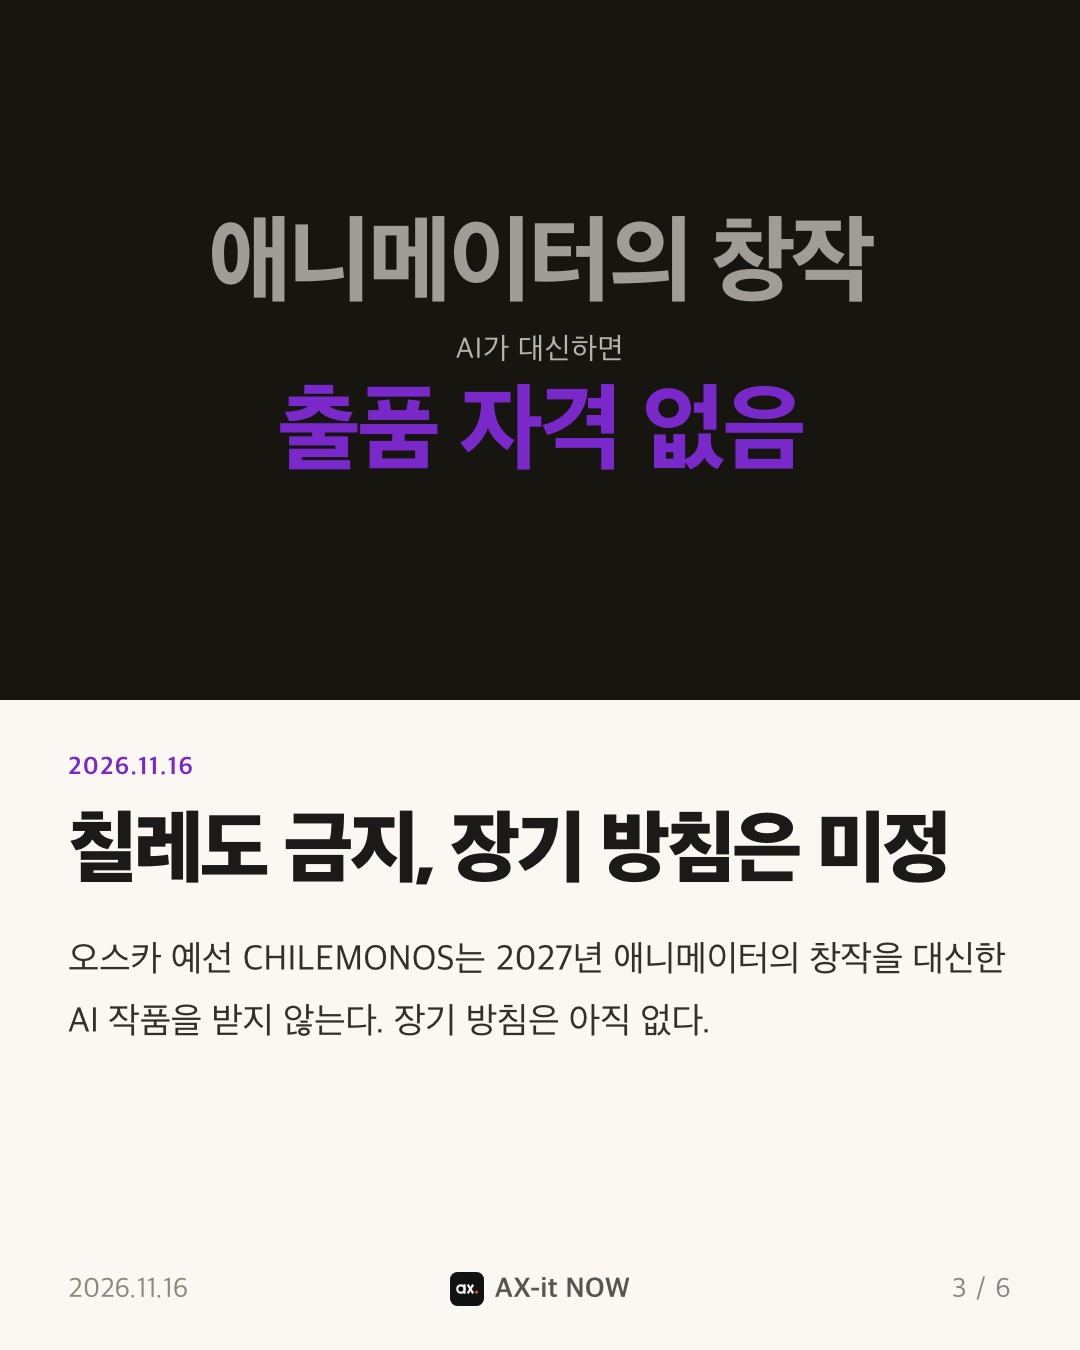 애니메이터의 창작
AI가 대신하면
출품 자격 없음
2026.11.16
칠레도 금지, 장기 방침은 미정
오스카 예선 CHILEMONOS는 2027년 애니메이터의 창작을 대신한
AI 작품을 받지 않는다. 장기 방침은 아직 없다.
2026.11.16
ax. AX-it NOW
3 / 6